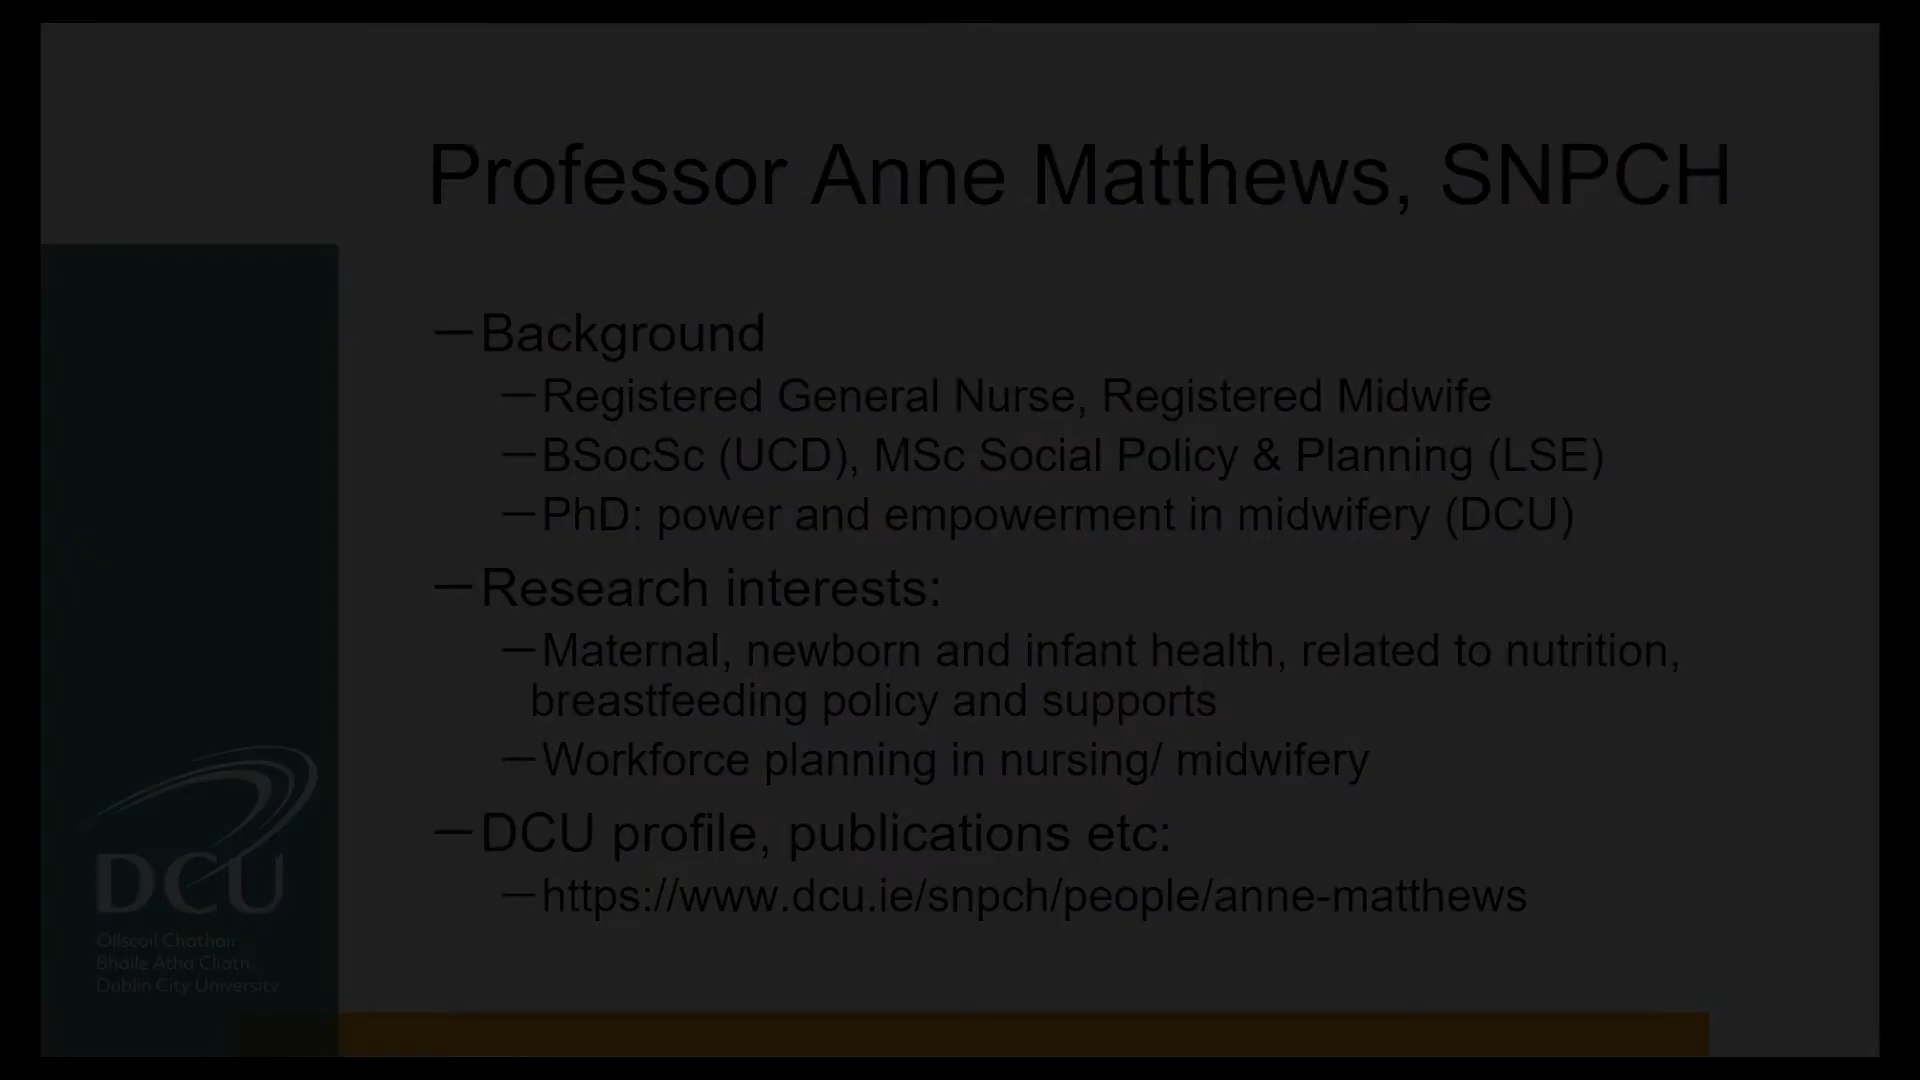 Professor Anne Matthews, SNPCH
—Background
—Registered General Nurse, Registered Midwife
—BSocSc (UCD), MSc Social Policy & Planning (LSE)
—PhD: power and empowerment in midwifery (DCU)
—Research interests:
—Maternal, newborn and infant health, related to nutrition,
breastfeeding policy and supports
—Workforce planning in nursing/ midwifery
—DCU profile, publications etc:
—https://www.dcu.ie/snpch/people/anne-matthews
DCU
Ollscoil Chathair
Bhaile Átha Cliath
Dublin City University